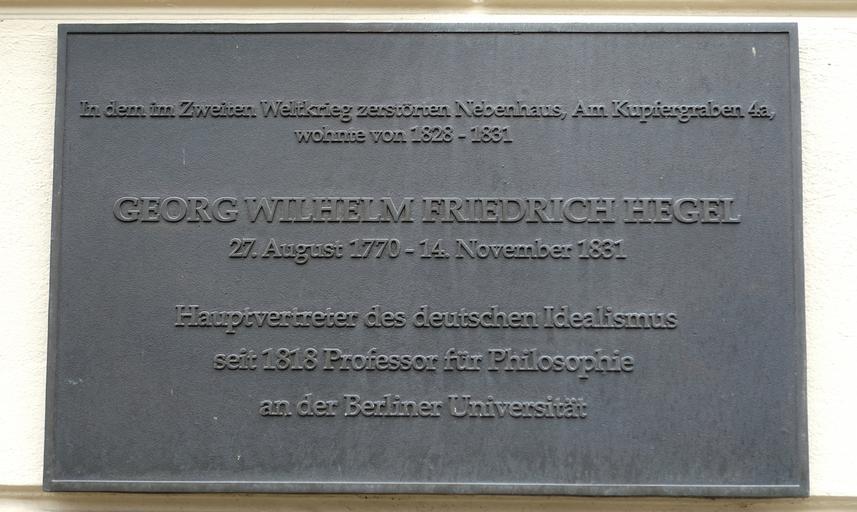 In dem im Zweiten Weltkrieg zerstörten Nebenhaus, Am Kupfergraben 4a,
wohnte von 1828 - 1831
GEORG WILHELM FRIEDRICH HEGEL
27. August 1770 - 14. November 1831
Hauptvertreter des deutschen Idealismus
seit 1818 Professor für Philosophie
an der Berliner Universität